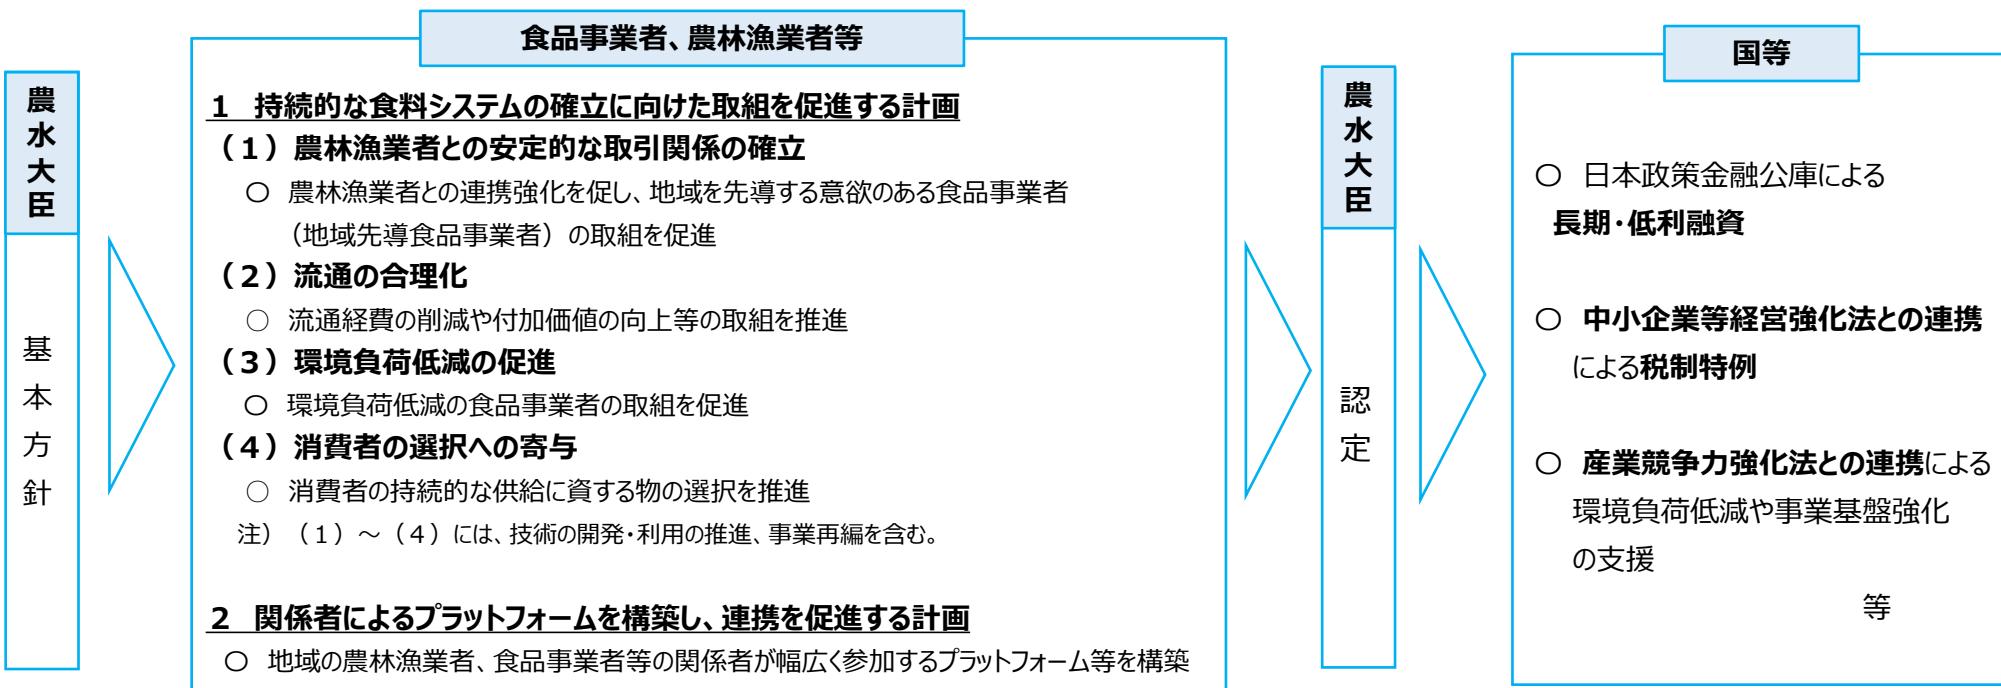 農水大臣
基本方針
食品事業者、農林漁業者等
1 持続的な食料システムの確立に向けた取組を促進する計画
（1）農林漁業者との安定的な取引関係の確立
○ 農林漁業者との連携強化を促し、地域を先導する意欲のある食品事業者
（地域先導食品事業者）の取組を促進
（2）流通の合理化
○ 流通経費の削減や付加価値の向上等の取組を推進
（3）環境負荷低減の促進
○ 環境負荷低減の食品事業者の取組を促進
（4）消費者の選択への寄与
○ 消費者の持続的な供給に資する物の選択を推進
注）（1）～（4）には、技術の開発・利用の推進、事業再編を含む。
2 関係者によるプラットフォームを構築し、連携を促進する計画
○ 地域の農林漁業者、食品事業者等の関係者が幅広く参加するプラットフォーム等を構築
農水大臣
認定
国等
○ 日本政策金融公庫による
長期・低利融資
○ 中小企業等経営強化法との連携
による税制特例
○ 産業競争力強化法との連携による
環境負荷低減や事業基盤強化
の支援
等